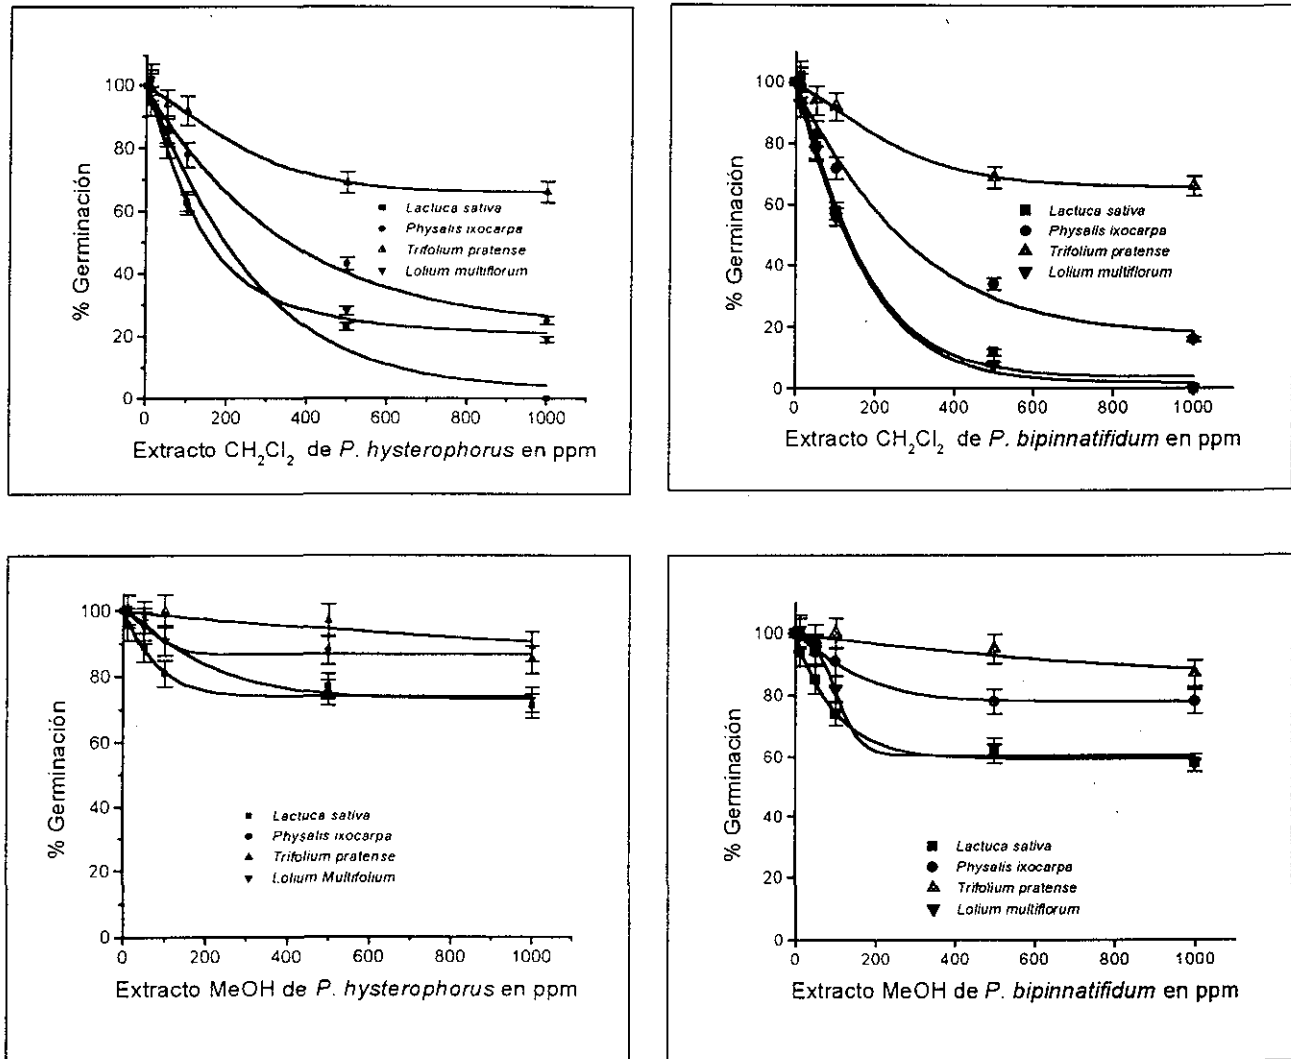 100
80
60
40
20
0
% Germinación
Lactuca sativa
Physalis ixocarpa
Trifolium pratense
Lolium multiflorum
0 200 400 600 800 1000
Extracto CH₂Cl₂ de P. hysterophorus en ppm
100
80
60
40
20
0
% Germinación
Lactuca sativa
Physalis ixocarpa
Trifolium pratense
Lolium multiflorum
0 200 400 600 800 1000
Extracto CH₂Cl₂ de P. bipinnatifidum en ppm
100
80
60
40
20
0
% Germinación
Lactuca sativa
Physalis ixocarpa
Trifolium pratense
Lolium Multifolium
0 200 400 600 800 1000
Extracto MeOH de P. hysterophorus en ppm
100
80
60
40
20
0
% Germinación
Lactuca sativa
Physalis ixocarpa
Trifolium pratense
Lolium multiflorum
0 200 400 600 800 1000
Extracto MeOH de P. bipinnatifidum en ppm